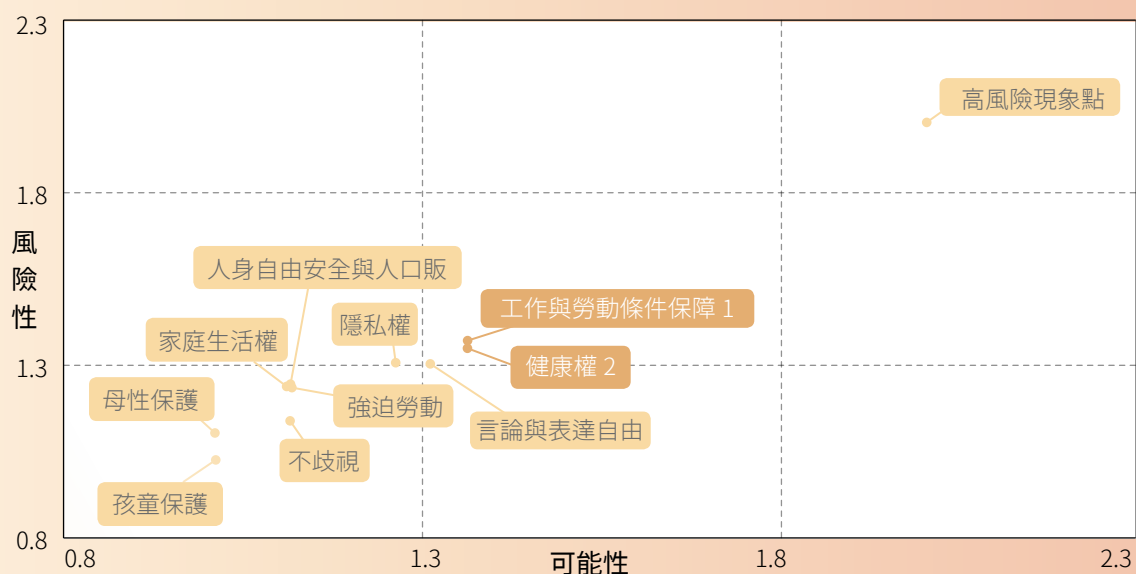 2.3
高風險現象點
1.8
風險性
人身自由安全與人口販
工作與勞動條件保障 1
隱私權
家庭生活權
健康權 2
1.3
母性保護
強迫勞動
言論與表達自由
不歧視
孩童保護
0.8
0.8
1.3
可能性
1.8
2.3